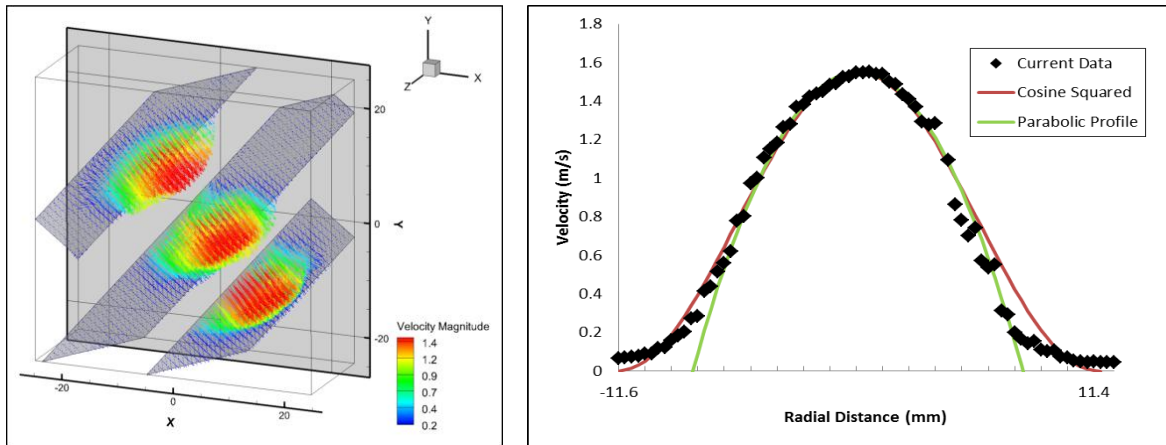 Y
Z
X
20
0
Y
-20
Velocity Magnitude
1.4
1.2
0.9
0.7
0.4
0.2
-20
0
20
X
1.8
1.6
1.4
1.2
1
0.8
0.6
0.4
0.2
0
Velocity (m/s)
Current Data
Cosine Squared
Parabolic Profile
-11.6
11.4
Radial Distance (mm)